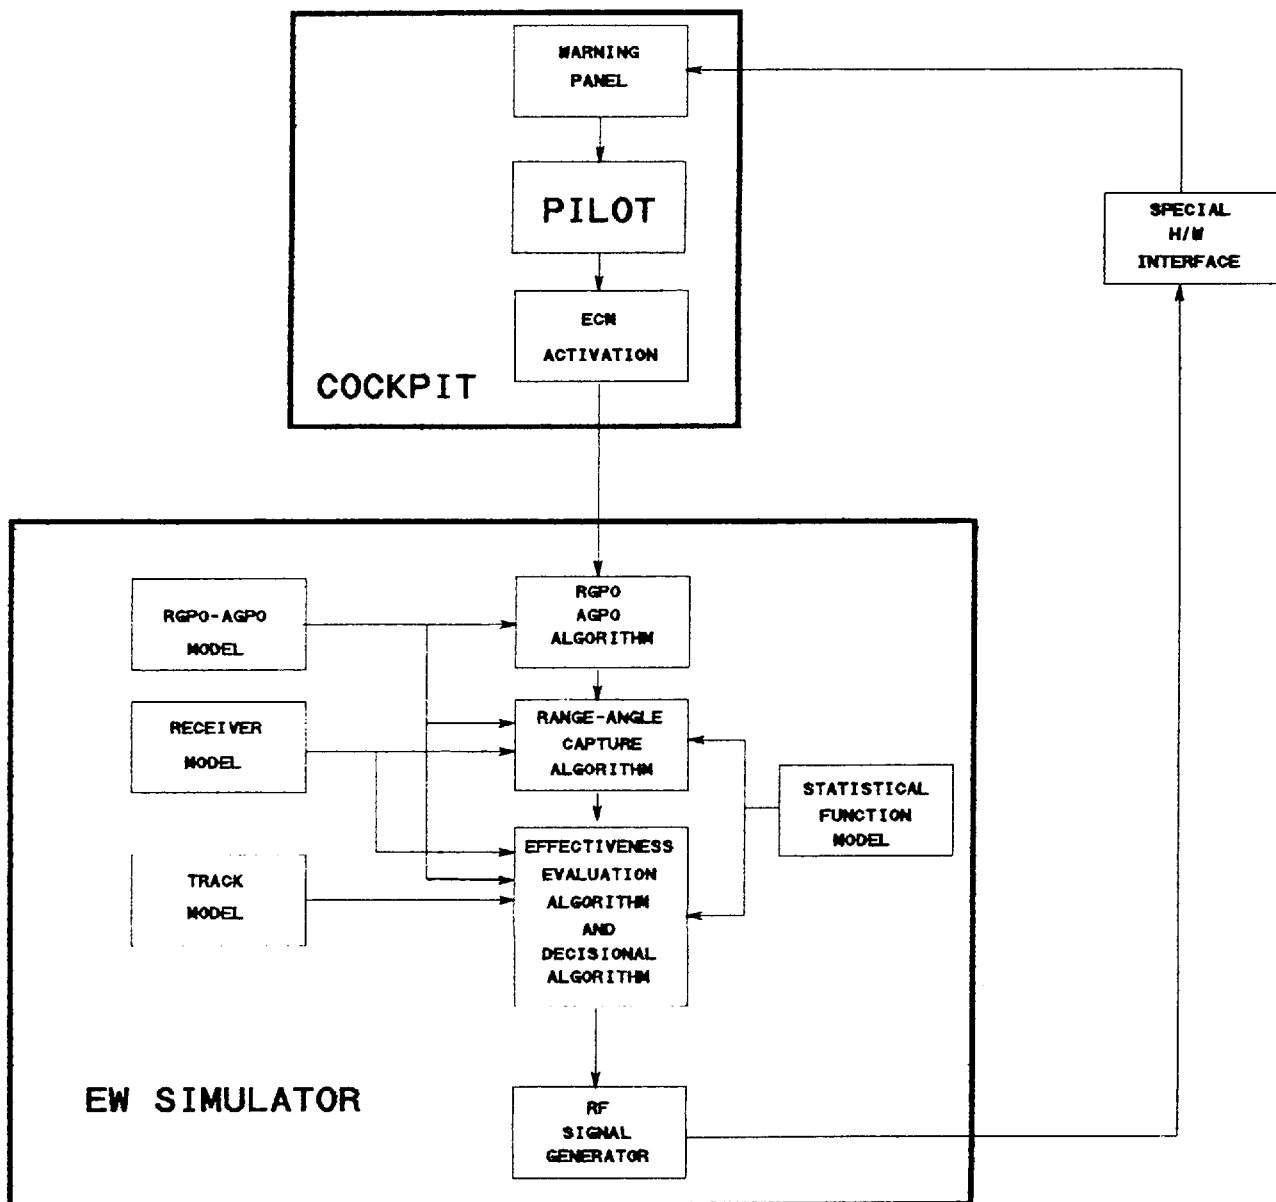 WARNING
PANEL
PILOT
ECM
ACTIVATION
COCKPIT
SPECIAL
H/W
INTERFACE
RGPO-AGPO
MODEL
RGPO
AGPO
ALGORITHM
RECEIVER
MODEL
RANGE-ANGLE
CAPTURE
ALGORITHM
STATISTICAL
FUNCTION
MODEL
TRACK
MODEL
EFFECTIVENESS
EVALUATION
ALGORITHM
AND
DECISIONAL
ALGORITHM
EW SIMULATOR
RF
SIGNAL
GENERATOR